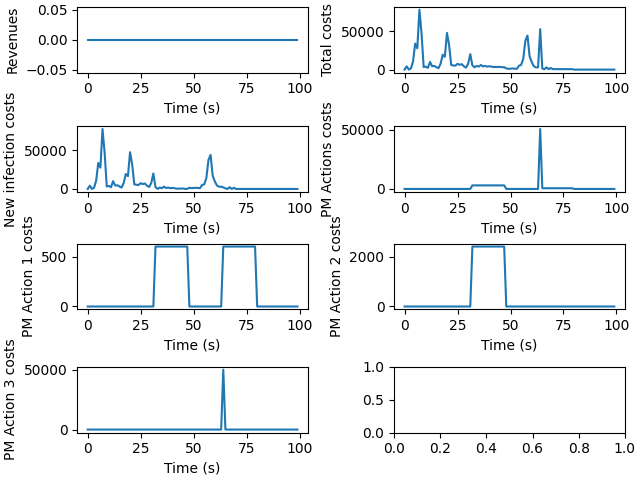 Revenues
0.05
0.00
−0.05
0 25 50 75 100
Time (s)
Total costs
50000
0
0 25 50 75 100
Time (s)
New infection costs
50000
0
0 25 50 75 100
Time (s)
PM Actions costs
50000
0
0 25 50 75 100
Time (s)
PM Action 1 costs
500
0
0 25 50 75 100
Time (s)
PM Action 2 costs
2000
0
0 25 50 75 100
Time (s)
PM Action 3 costs
50000
0
0 25 50 75 100
Time (s)
1.0
0.5
0.0
0.0 0.2 0.4 0.6 0.8 1.0